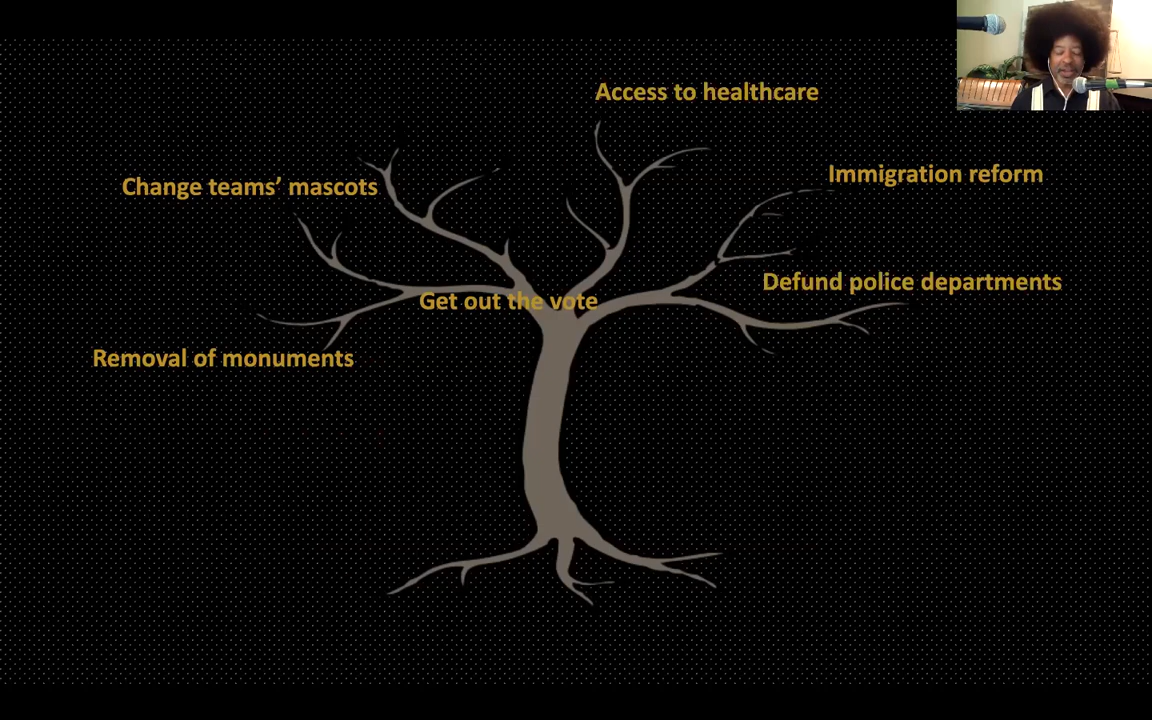 Access to healthcare
Change teams’ mascots
Immigration reform
Defund police departments
Get out the vote
Removal of monuments